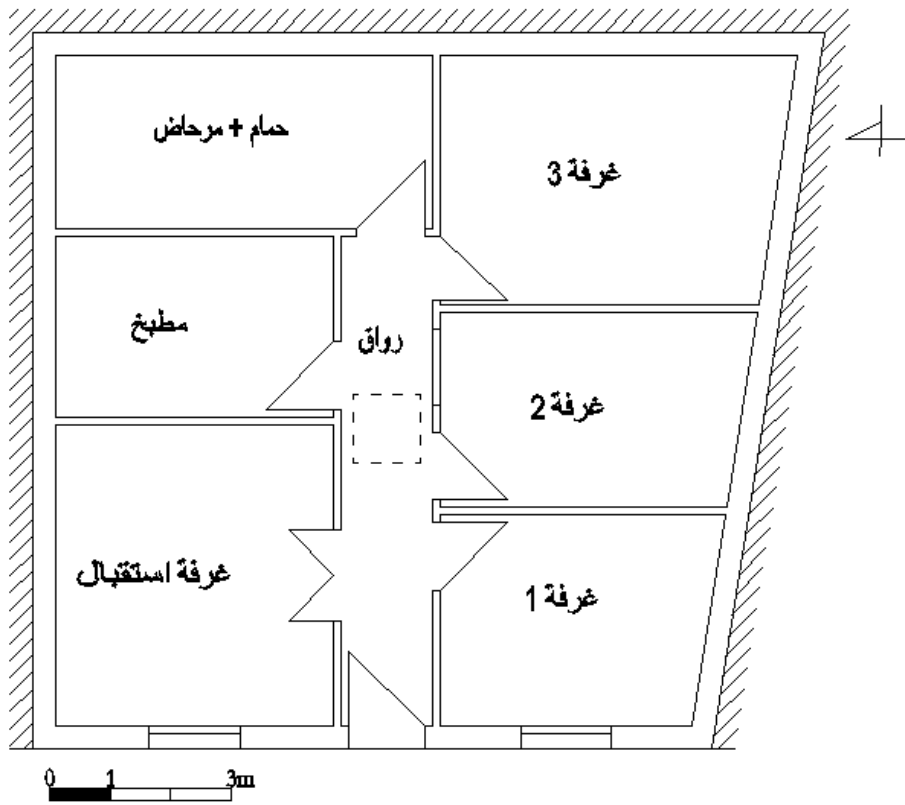 حمام + مرحاض
غرفة 3
مطبخ
رواق
غرفة 2
غرفة استقبال
غرفة 1
0 1 3m